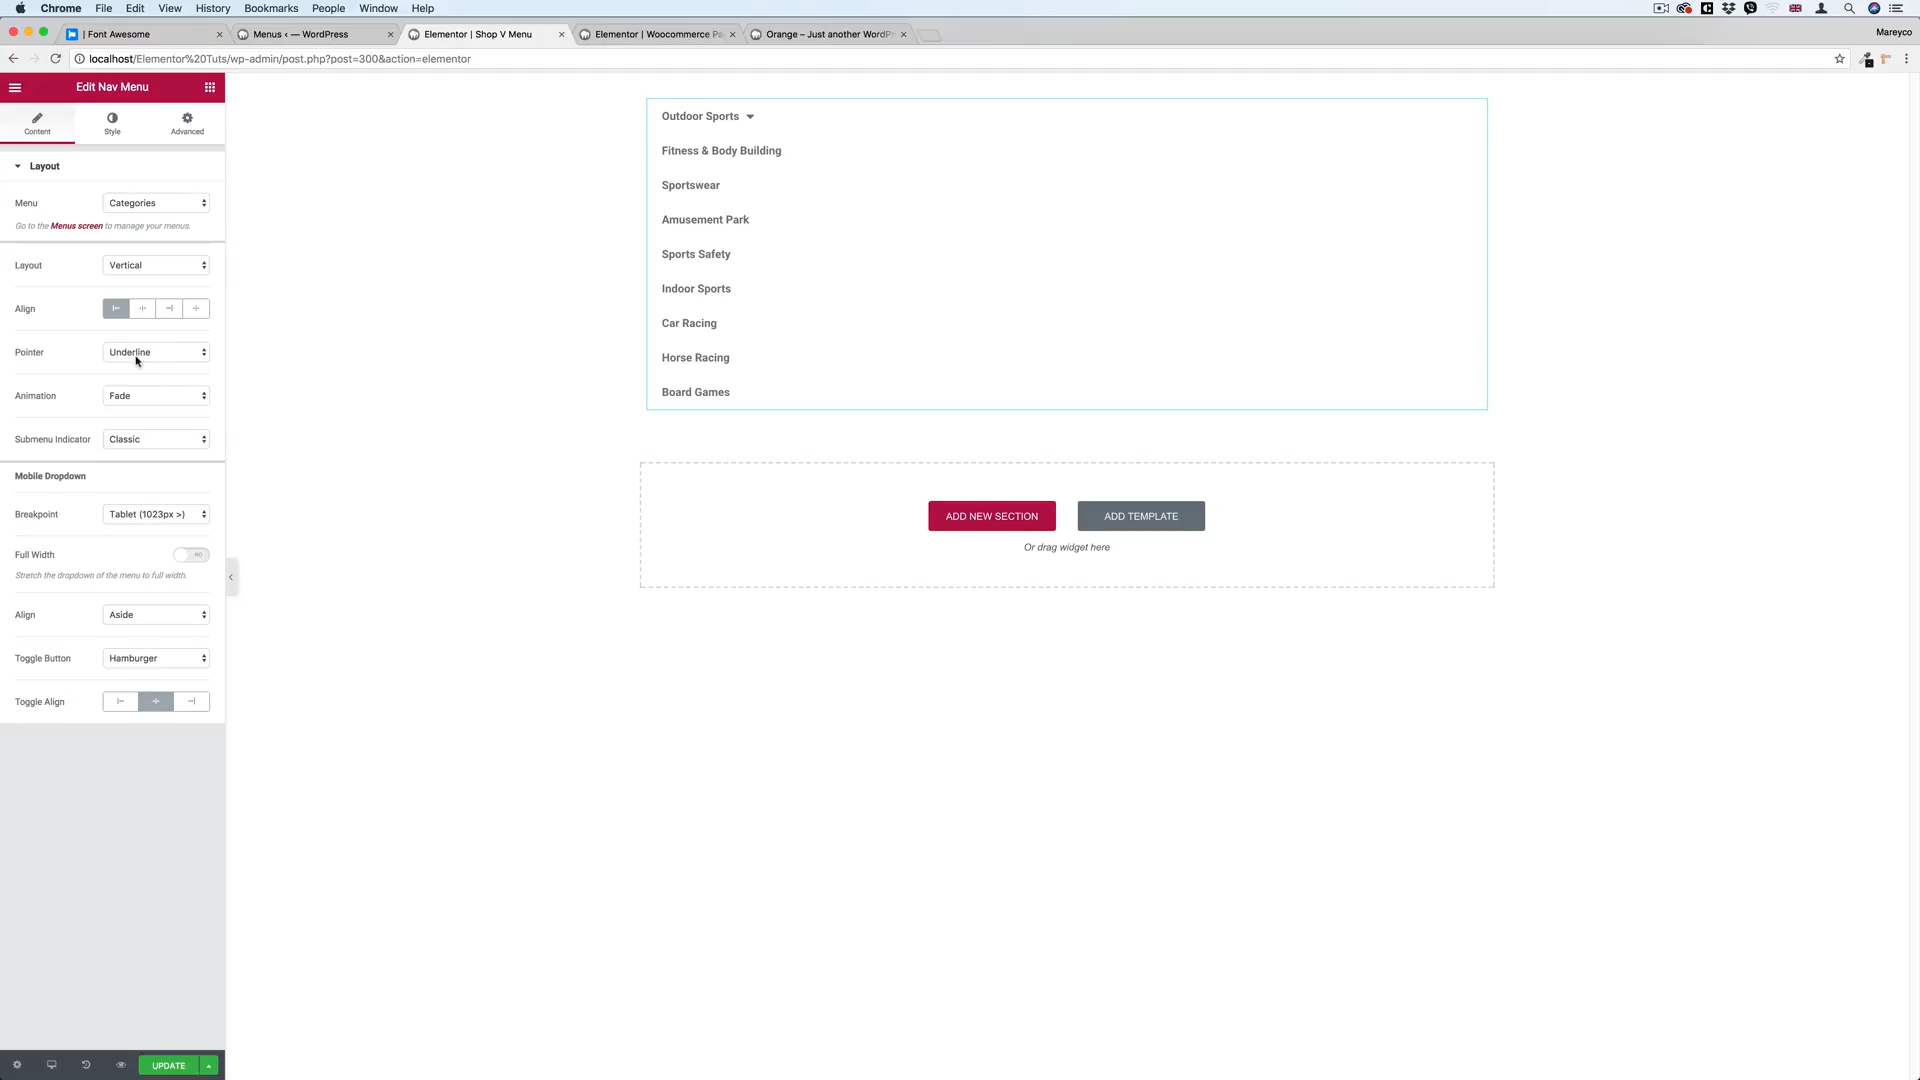 Chrome File Edit View History Bookmarks People Window Help
| Font Awesome
Menus ‹ — WordPress
Elementor | Shop V Menu
Elementor | Woocommerce Pa
Orange – Just another WordPr
Mareyco
localhost/Elementor%20Tuts/wp-admin/post.php?post=300&action=elementor
Edit Nav Menu
Content Style Advanced
Layout
Menu Categories
Go to the Menus screen to manage your menus.
Layout Vertical
Align
Pointer Underline
Animation Fade
Submenu Indicator Classic
Mobile Dropdown
Breakpoint Tablet (1023px >)
Full Width NO
Stretch the dropdown of the menu to full width.
Align Aside
Toggle Button Hamburger
Toggle Align
UPDATE
Outdoor Sports
Fitness & Body Building
Sportswear
Amusement Park
Sports Safety
Indoor Sports
Car Racing
Horse Racing
Board Games
ADD NEW SECTION ADD TEMPLATE
Or drag widget here